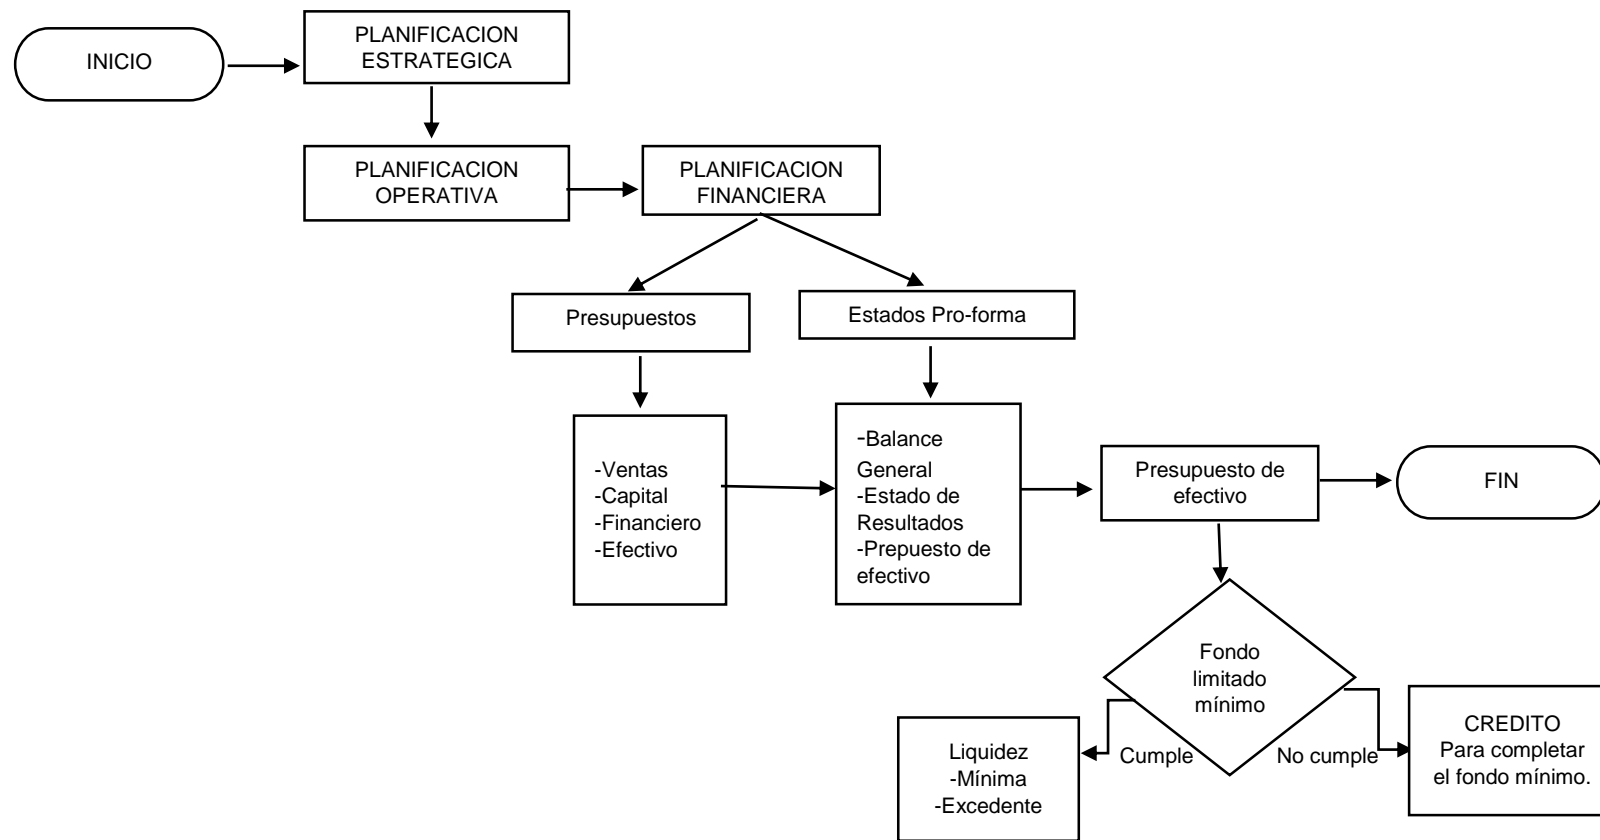 INICIO
PLANIFICACION
ESTRATEGICA
PLANIFICACION
OPERATIVA
PLANIFICACION
FINANCIERA
Presupuestos
Estados Pro-forma
-Ventas
-Capital
-Financiero
-Efectivo
-Balance
General
-Estado de
Resultados
-Prepuesto de
efectivo
Presupuesto de
efectivo
FIN
Fondo
limitado
mínimo
Cumple
No cumple
Liquidez
-Mínima
-Excedente
CREDITO
Para completar
el fondo mínimo.